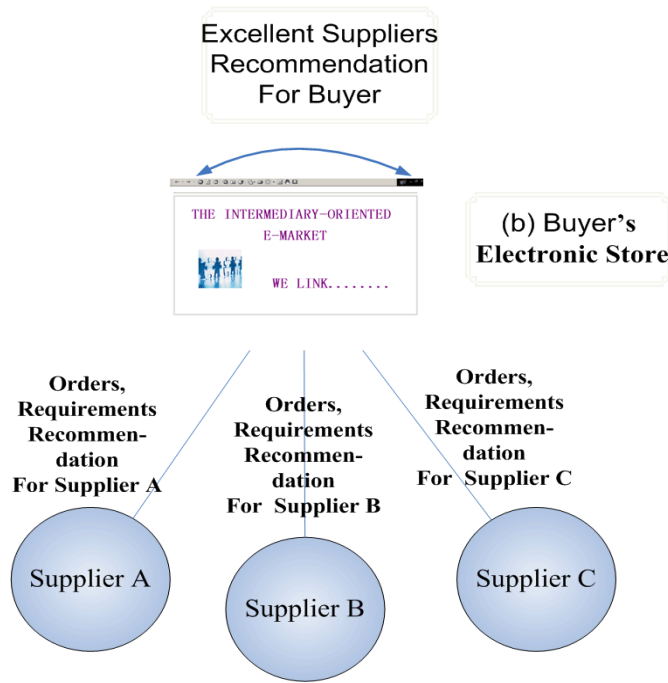 Excellent Suppliers
Recommendation
For Buyer
THE INTERMEDIARY-ORIENTED
E-MARKET
WE LINK........
(b) Buyer's
Electronic Store
Orders,
Requirements
Recommen-
dation
For Supplier A
Orders,
Requirements
Recommen-
dation
For Supplier B
Orders,
Requirements
Recommen-
dation
For Supplier C
Supplier A
Supplier B
Supplier C